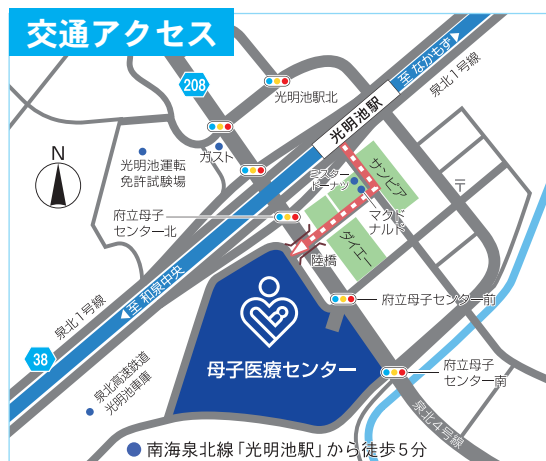 交通アクセス
至 なかもず
泉北1号線
208
光明池駅北
光明池駅
ガスト
光明池運転
免許試験場
N
サンピア
ミスター
ドーナッツ
〒
マクド
ナルド
府立母子
センター北
ダイエー
陸橋
府立母子センター前
至 和泉中央
泉北1号線
母子医療センター
38
府立母子
センター南
泉北高速鉄道
光明池車庫
泉北4号線
南海泉北線「光明池駅」から徒歩5分